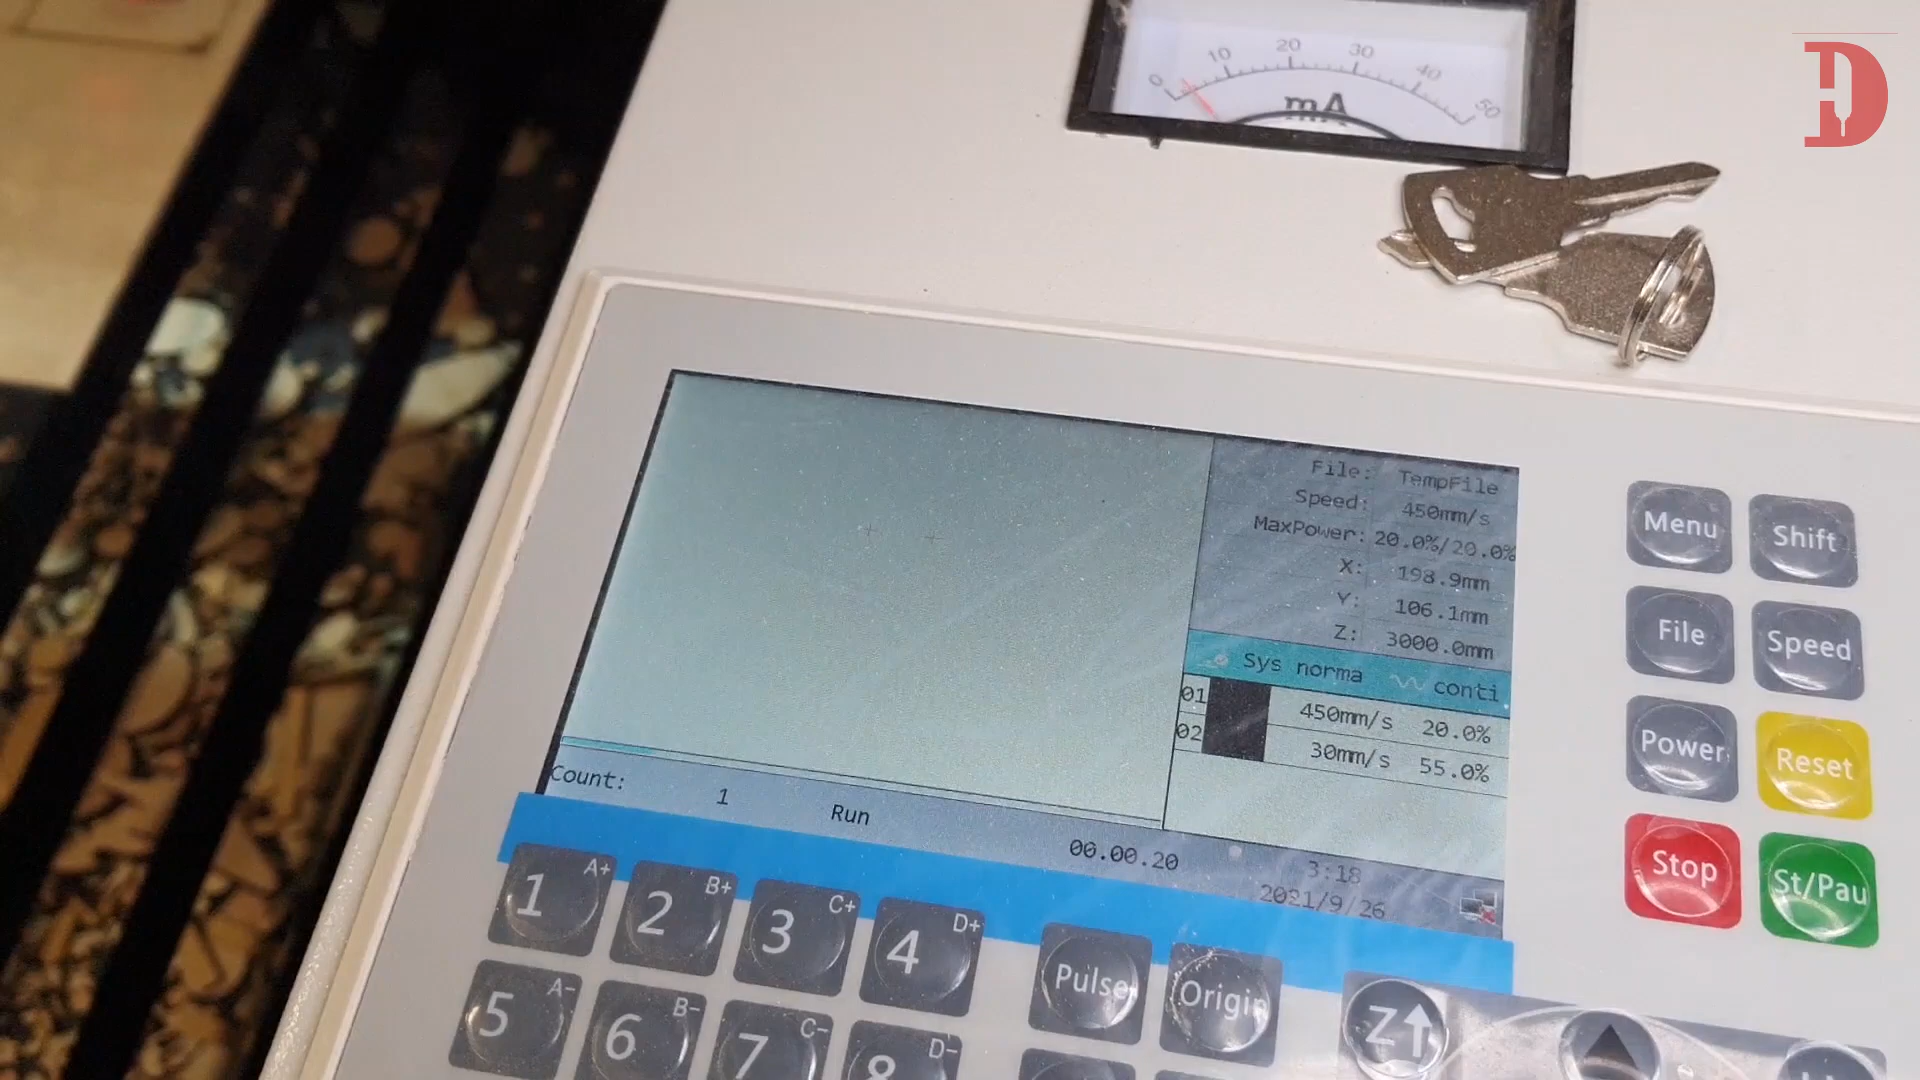 0 10 20 30 40 50
mA
File: TempFile
Speed: 450mm/s
MaxPower: 20.0%/20.0%
X: 198.9mm
Y: 106.1mm
Z: 3000.0mm
Sys norma conti
01 450mm/s 20.0%
02 30mm/s 55.0%
Count: 1 Run 00.00.20 3:18
2021/9/26
Menu Shift
File Speed
Power Reset
Stop St/Pau
1 A+ 2 B+ 3 C+ 4 D+
Pulse Origin Z↑
5 A- 6 B- 7 C- 8 D-
D